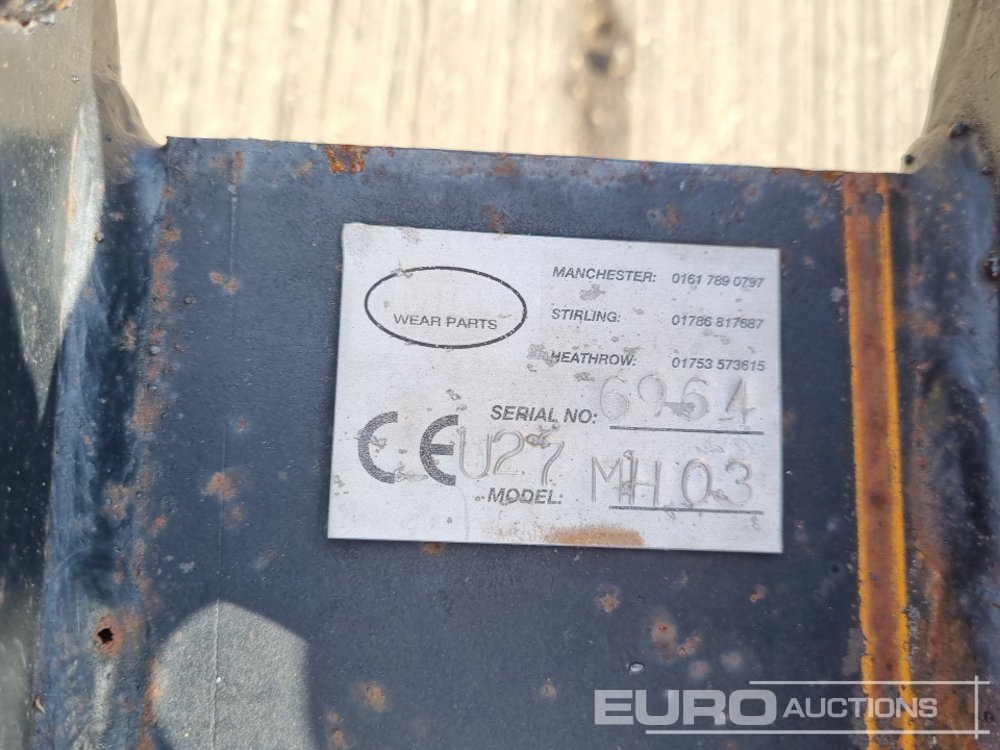 WEAR PARTS
MANCHESTER: 0161 789 0797
STIRLING: 01786 817687
HEATHROW: 01753 573615
SERIAL NO: 6964
CE U27
MODEL: MH03
EURO AUCTIONS